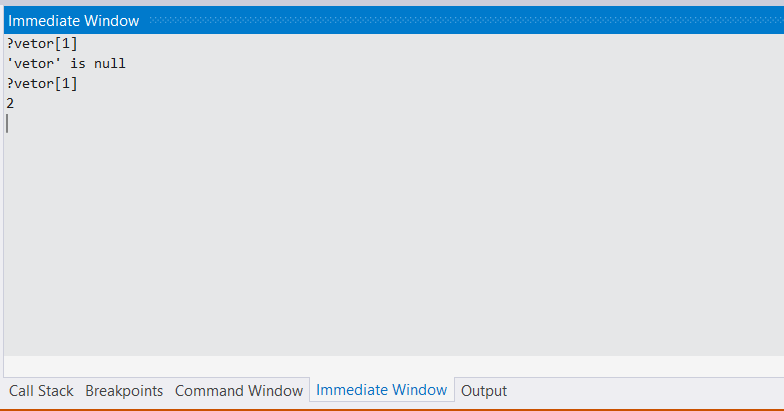 Immediate Window
?vetor[1]
'vetor' is null
?vetor[1]
2
Call Stack Breakpoints Command Window Immediate Window Output